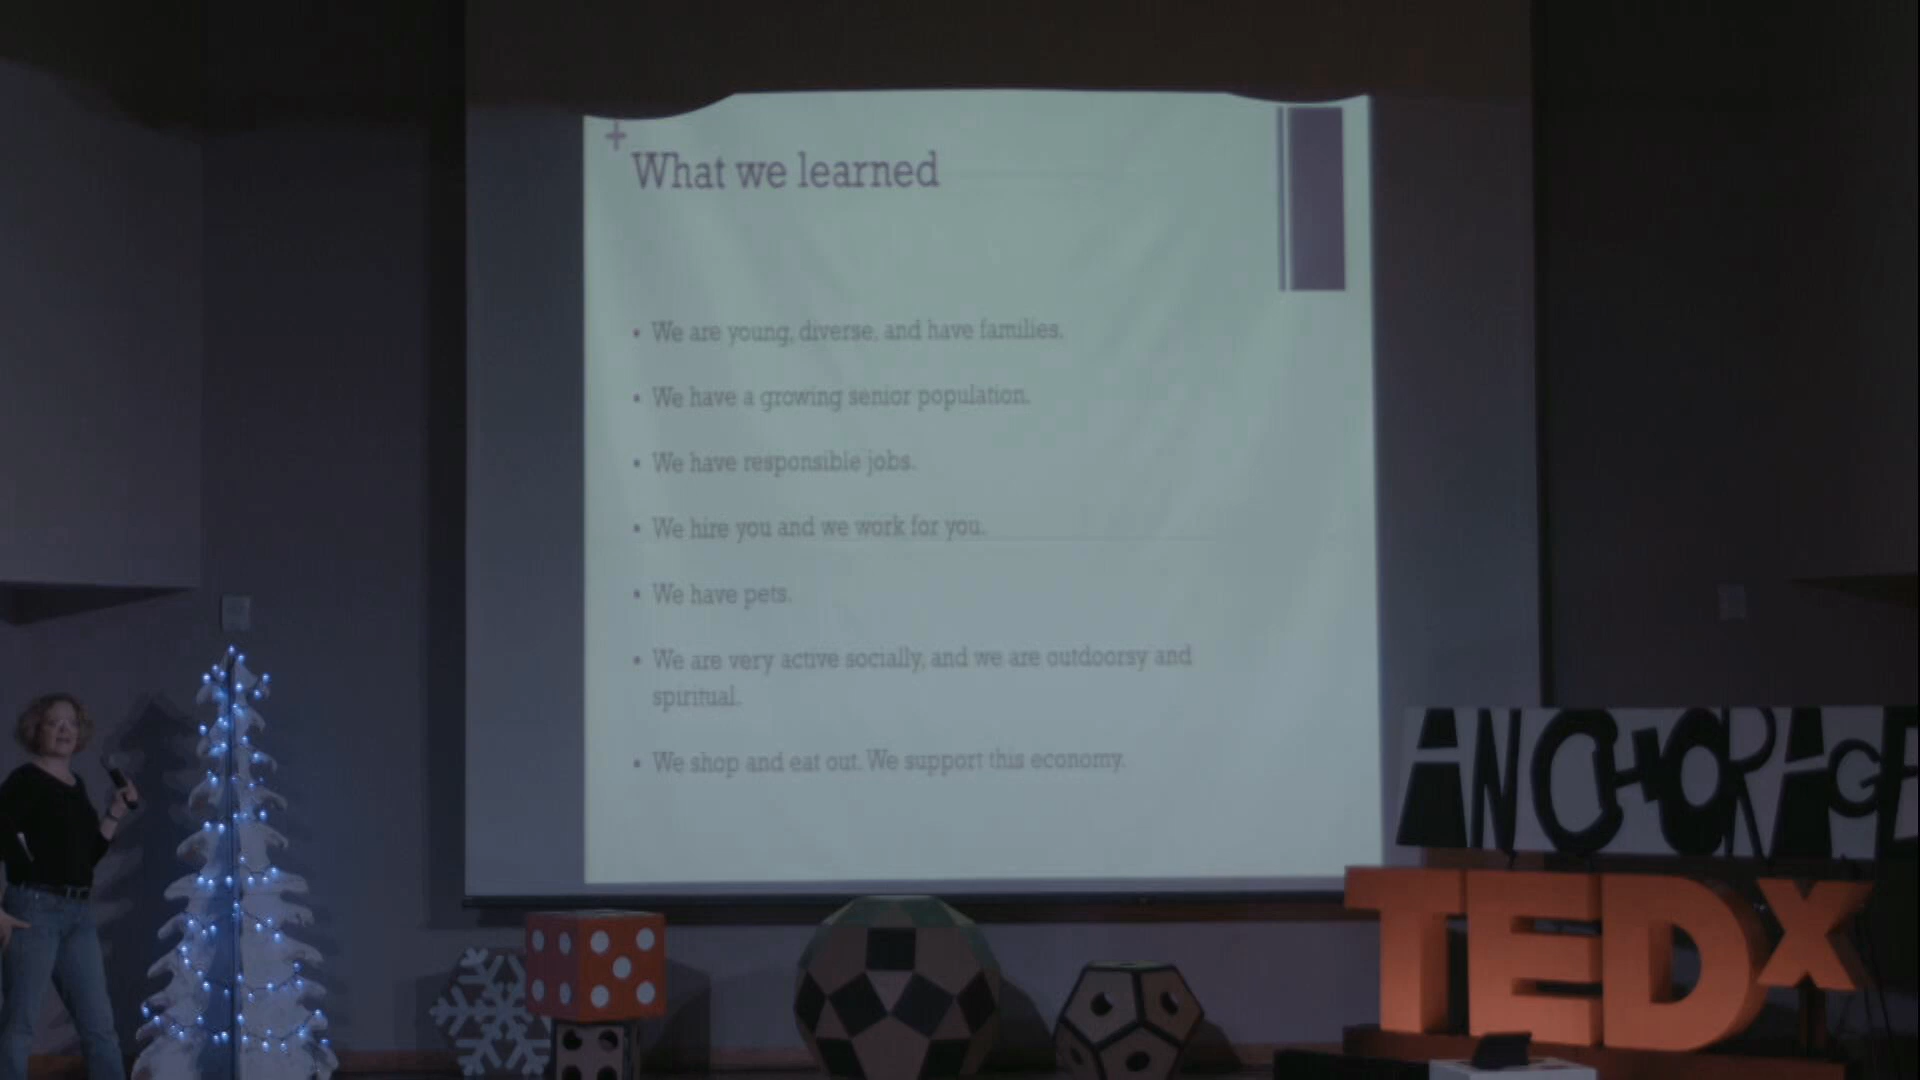 +
What we learned
• We are young, diverse, and have families.
• We have a growing senior population.
• We have responsible jobs.
• We hire you and we work for you.
• We have pets.
• We are very active socially, and we are outdoorsy and
spiritual.
• We shop and eat out. We support this economy.
ANCHORAGE
TEDx